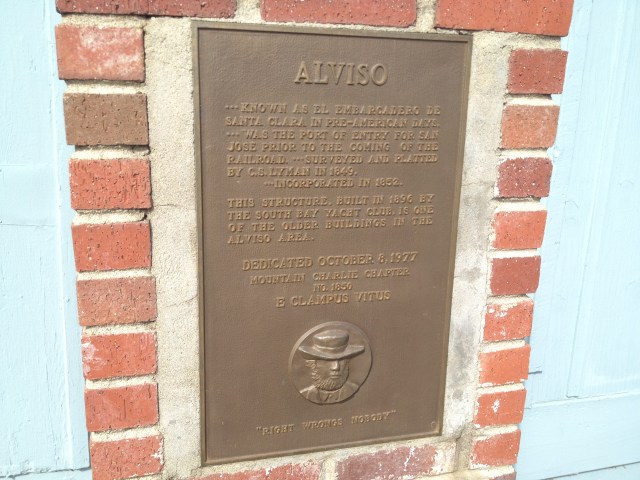 ALVISO
... KNOWN AS EL EMBARCADERO DE
SANTA CLARA IN PRE-AMERICAN DAYS.
... WAS THE PORT OF ENTRY FOR SAN
JOSE PRIOR TO THE COMING OF THE
RAILROAD. ... SURVEYED AND PLATTED
BY C.S. LYMAN IN 1849.
... INCORPORATED IN 1852.
THIS STRUCTURE, BUILT IN 1896 BY
THE SOUTH BAY YACHT CLUB, IS ONE
OF THE OLDER BUILDINGS IN THE
ALVISO AREA.
DEDICATED OCTOBER 8, 1977
MOUNTAIN CHARLIE CHAPTER
NO. 1850
E CLAMPUS VITUS
"RIGHT WRONGS NOBODY"